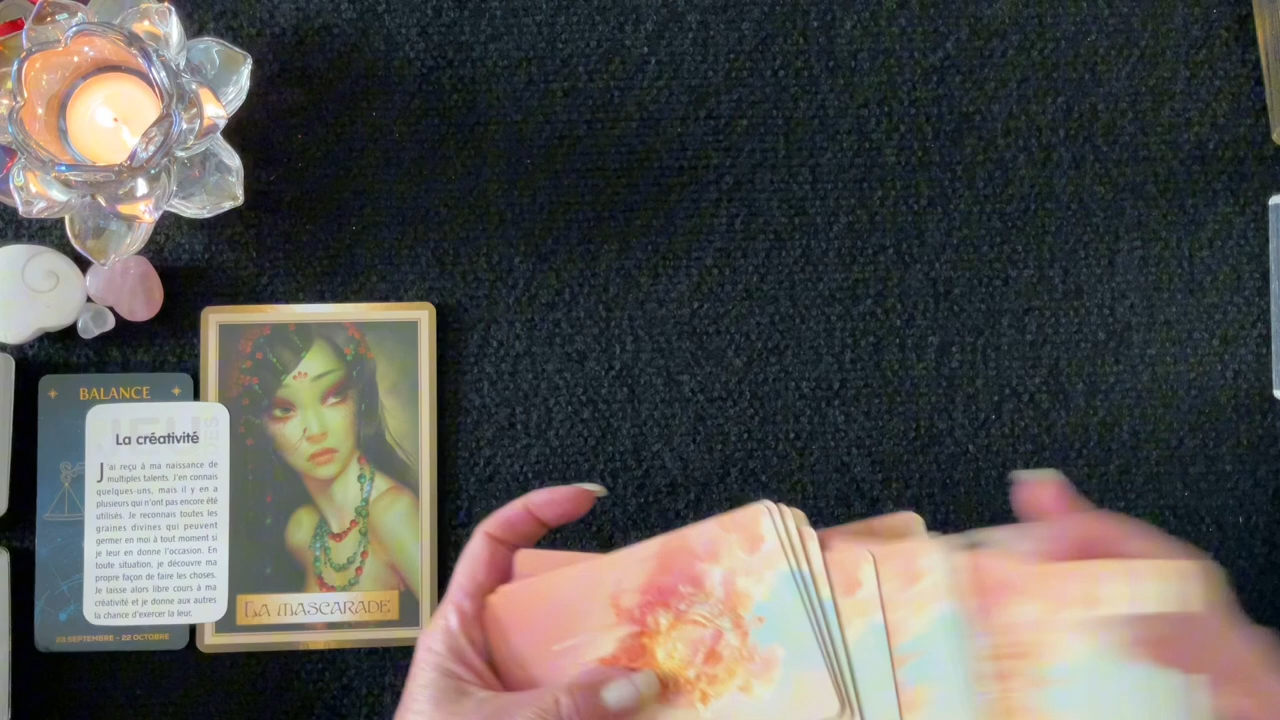 BALANCE
La créativité
J'ai reçu à ma naissance de
multiples talents. J'en connais
quelques-uns, mais il y en a
plusieurs qui n'ont pas encore été
utilisés. Je reconnais toutes les
graines divines qui peuvent
germer en moi à tout moment si
je leur en donne l'occasion. En
toute situation, je découvre ma
propre façon de faire les choses.
Je laisse alors libre cours à ma
créativité et je donne aux autres
la chance d'exercer la leur.
23 SEPTEMBRE - 22 OCTOBRE
LA MASCARADE